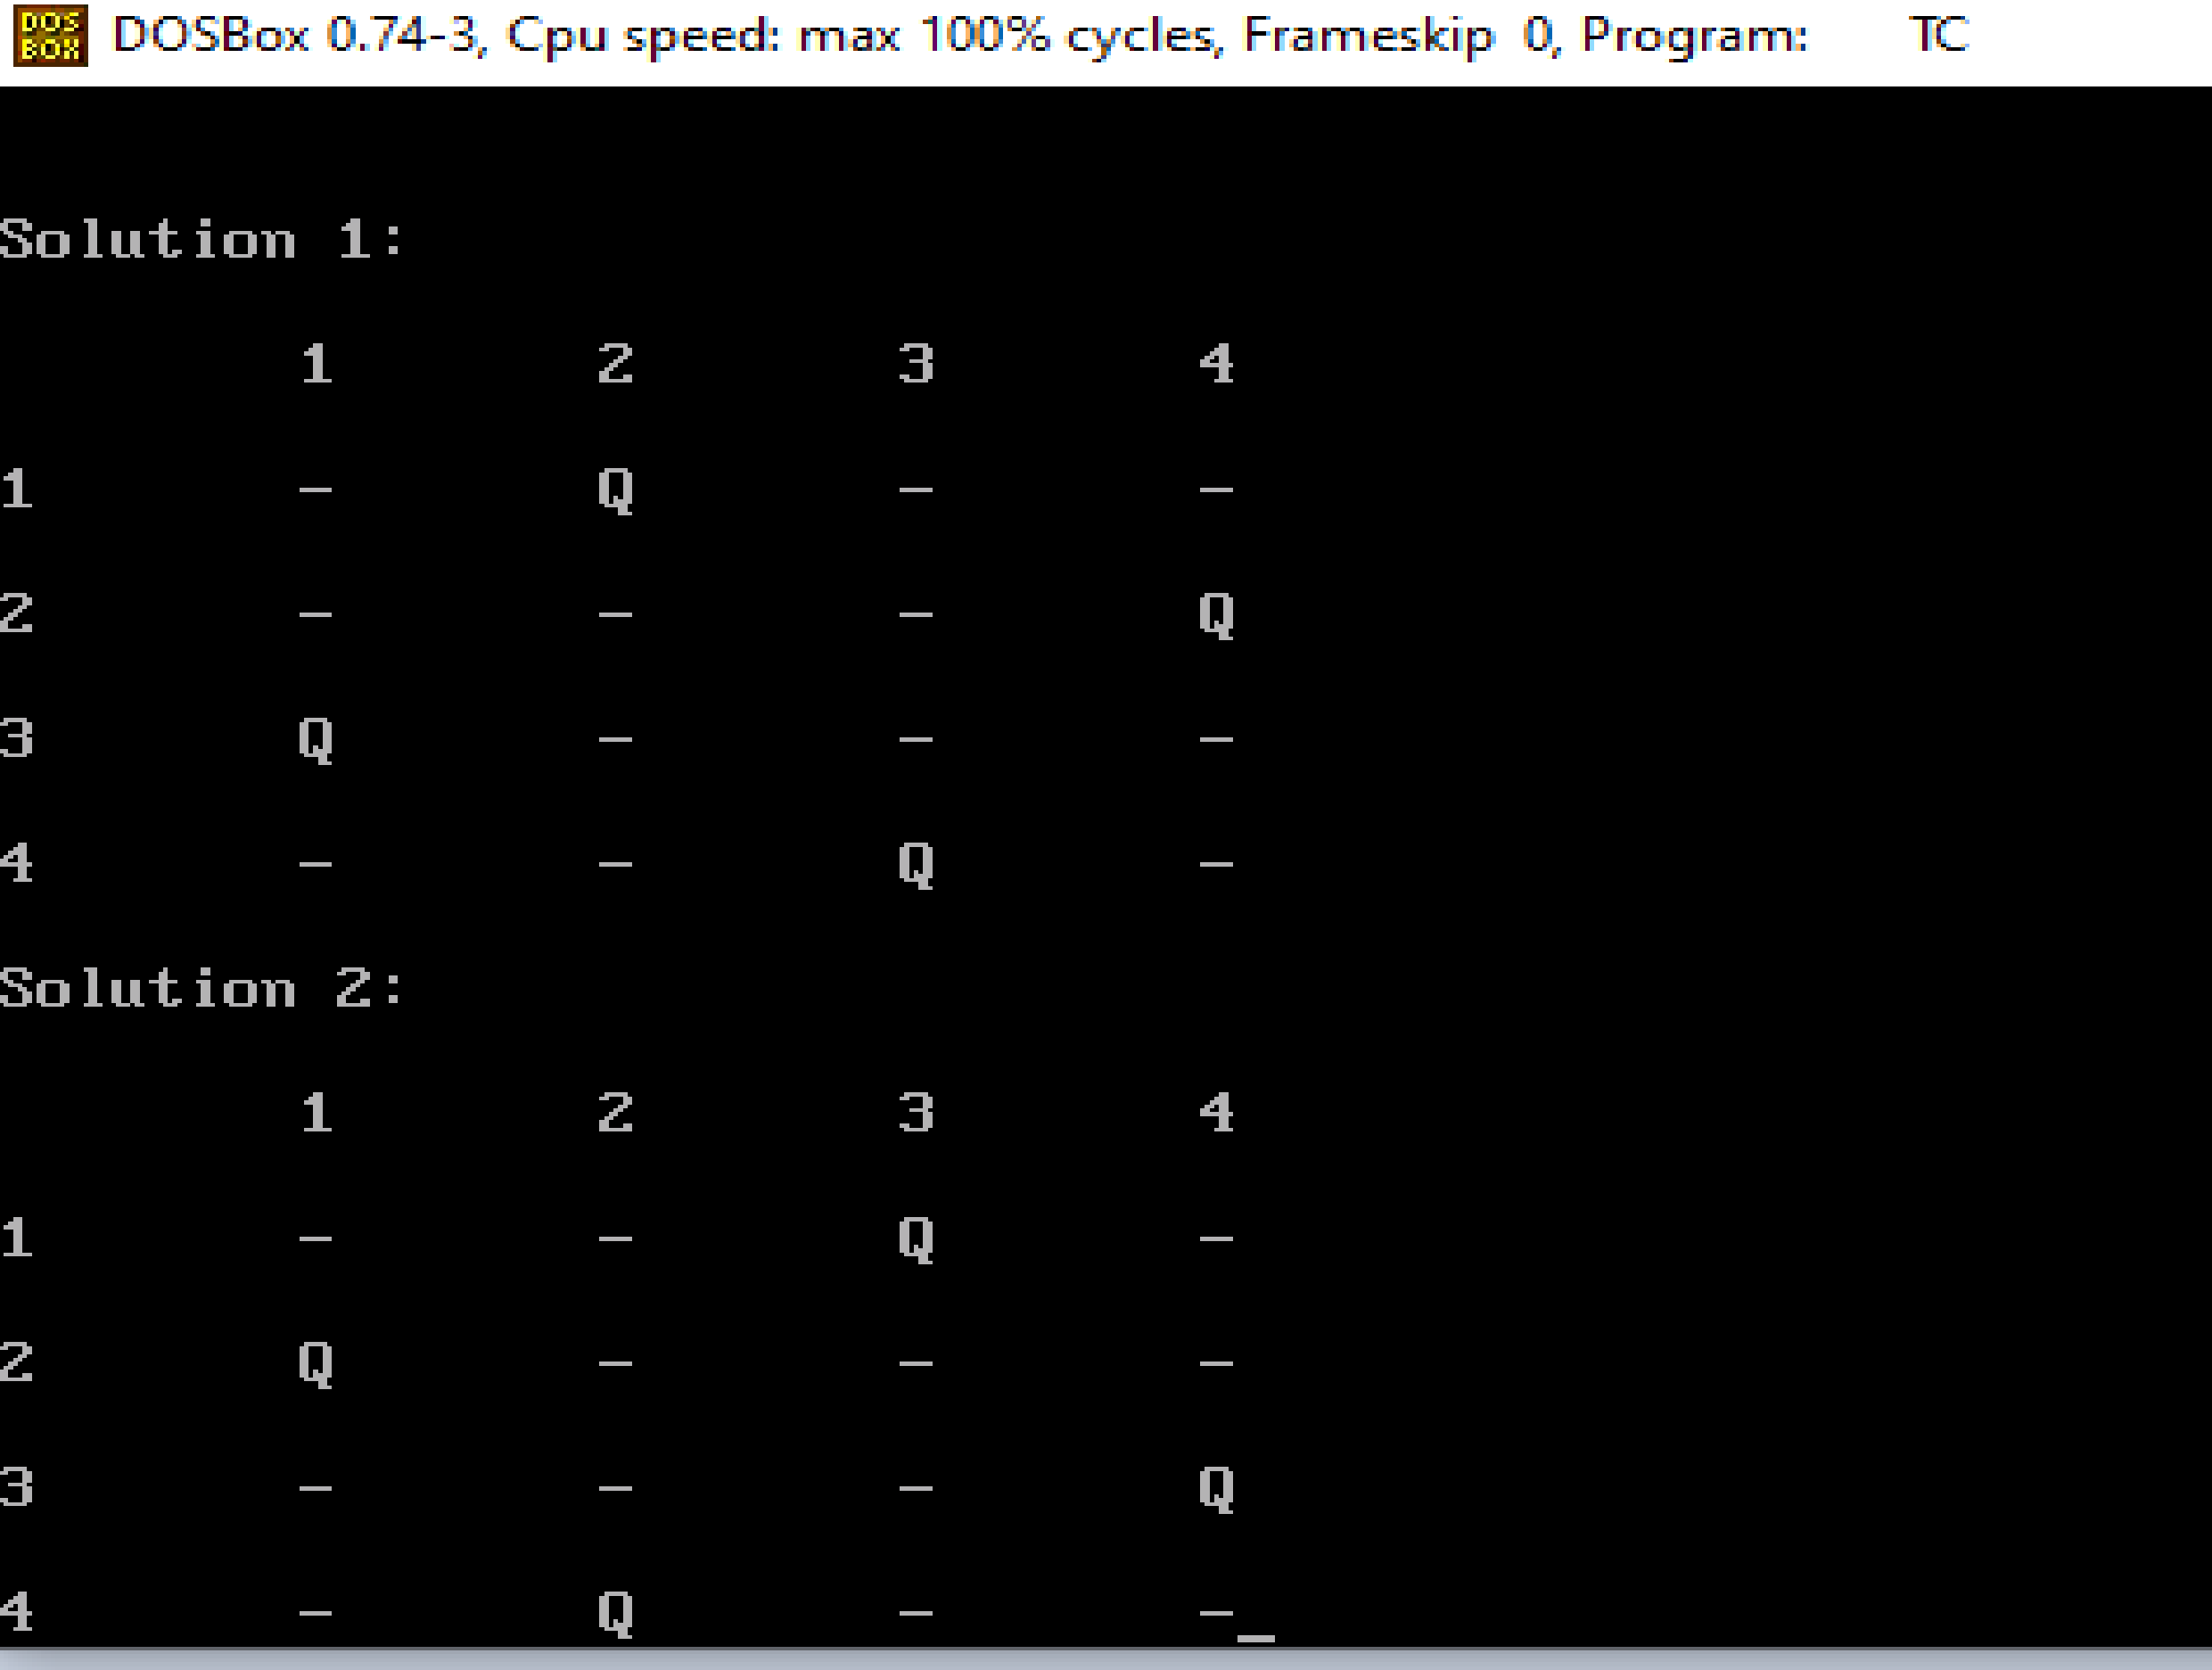 DOS
BOX
DOSBox 0.74-3, Cpu speed: max 100% cycles, Frameskip 0, Program: TC
Solution 1:
1 2 3 4
1 - Q - -
2 - - - Q
3 Q - - -
4 - - Q -
Solution 2:
1 2 3 4
1 - - Q -
2 Q - - -
3 - - - Q
4 - Q - -_